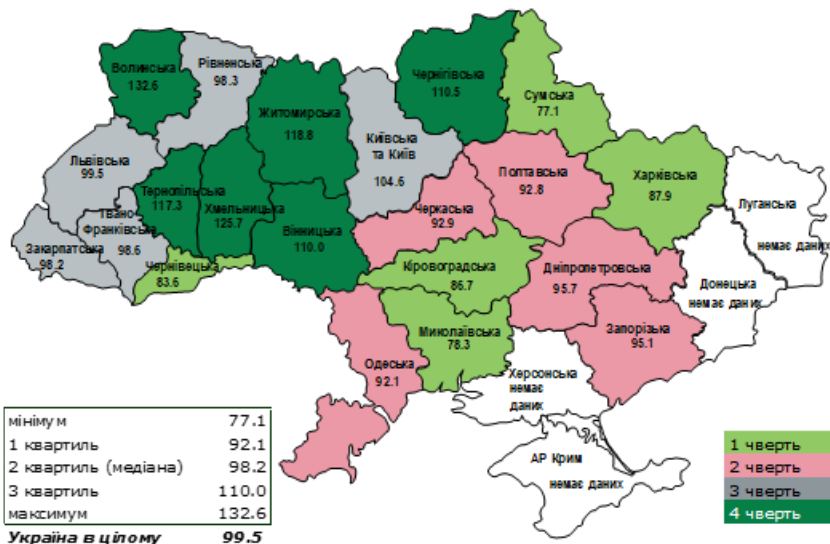 Волинська
132.6
Рівненська
98.3
Житомирська
118.8
Київська
та Київ
104.6
Чернігівська
110.5
Сумська
77.1
Львівська
99.5
Тернопільська
117.3
Хмельницька
125.7
Вінницька
110.0
Івано
Франківська
98.6
Закарпатська
98.2
Чернівецька
83.6
Черкаська
92.9
Полтавська
92.8
Харківська
87.9
Луганська
немає даних
Кіровоградська
86.7
Дніпропетровська
95.7
Донецька
немає даних
Миколаївська
78.3
Запорізька
95.1
Одеська
92.1
Херсонська
немає
даних
АР Крим
немає даних
мінімум 77.1
1 квартиль 92.1
2 квартиль (медіана) 98.2
3 квартиль 110.0
максимум 132.6
Україна в цілому 99.5
1 чверть
2 чверть
3 чверть
4 чверть